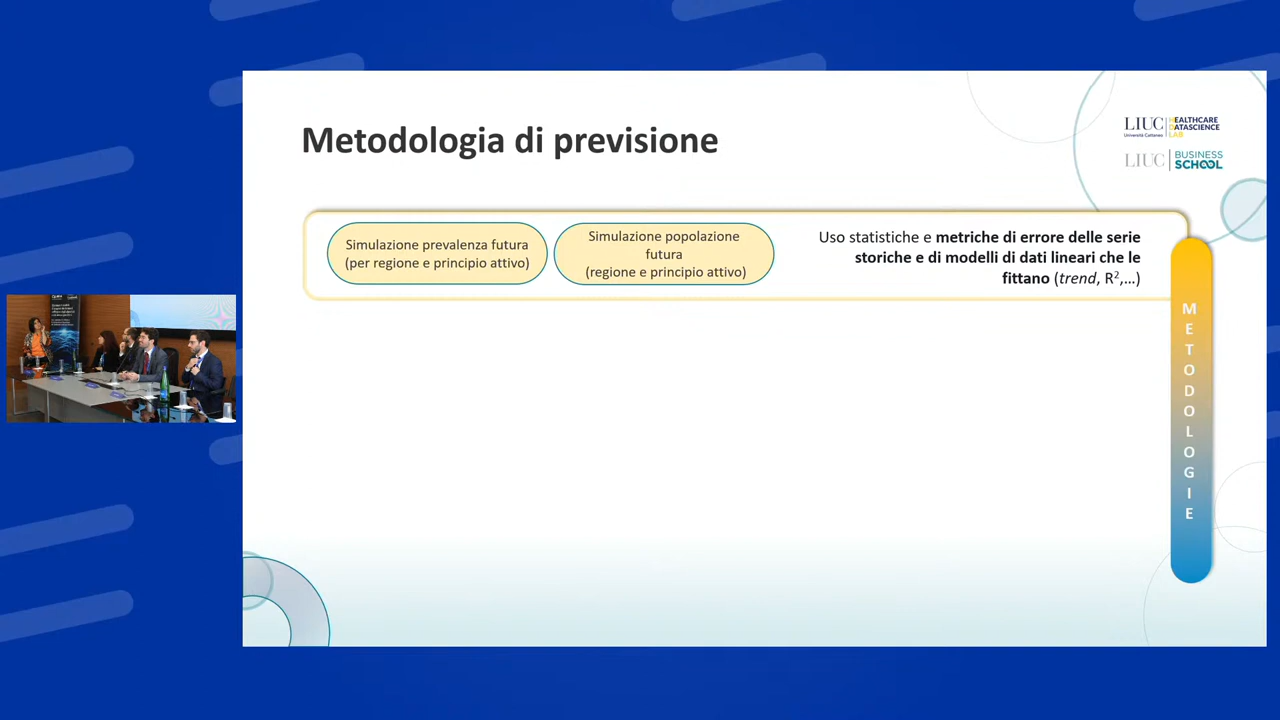 Metodologia di previsione
LIUC
Università Cattaneo
HEALTHCARE
DATASCIENCE
LAB
LIUC
BUSINESS
SCHOOL
Simulazione prevalenza futura
(per regione e principio attivo)
Simulazione popolazione
futura
(regione e principio attivo)
Uso statistiche e metriche di errore delle serie
storiche e di modelli di dati lineari che le
fittano (trend, R²,...)
METODOLOGIE